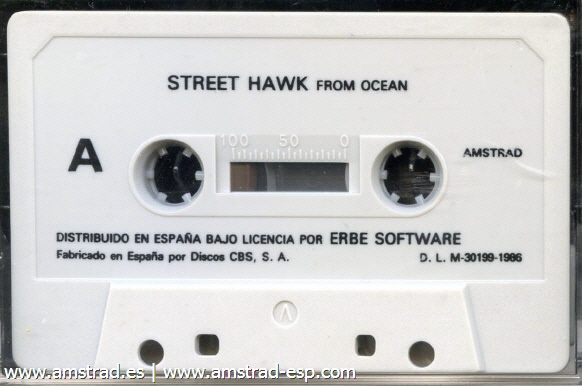 STREET HAWK FROM OCEAN
100 50 0
A
AMSTRAD
DISTRIBUIDO EN ESPAÑA BAJO LICENCIA POR ERBE SOFTWARE
Fabricado en España por Discos CBS, S. A. D. L. M-30199-1986
www.amstrad.es | www.amstrad-esp.com